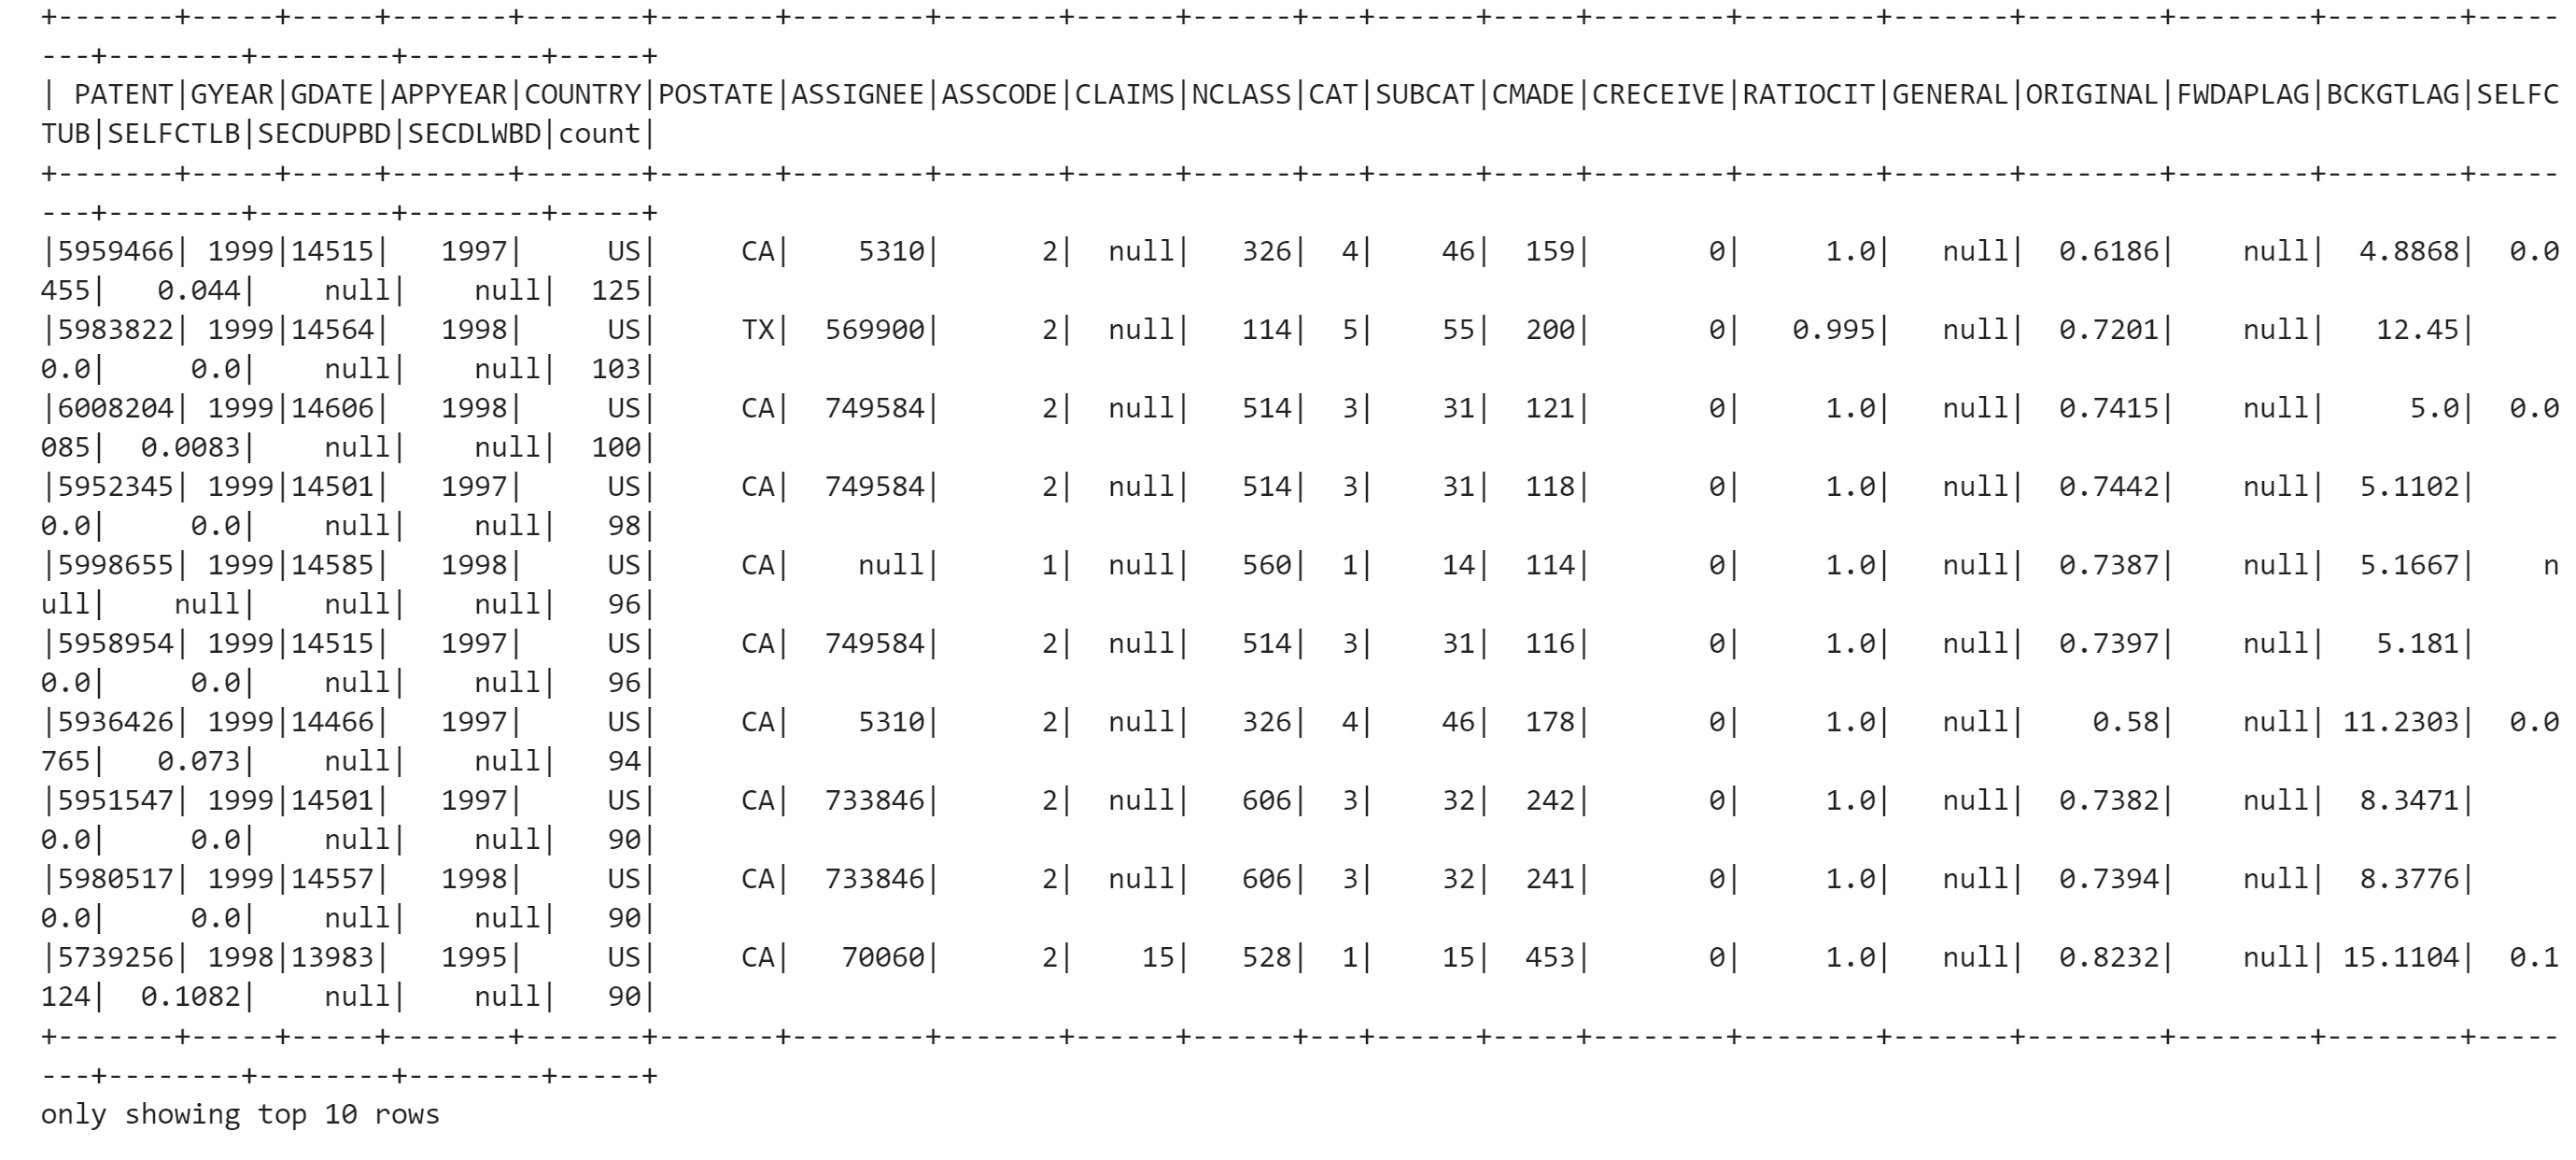 +-------+-----+-----+-------+-------+-------+--------+-------+------+------+---+------+-----+--------+--------+-------+--------+--------+--------+-----
---+--------+--------+--------+-----+
| PATENT|GYEAR|GDATE|APPYEAR|COUNTRY|POSTATE|ASSIGNEE|ASSCODE|CLAIMS|NCLASS|CAT|SUBCAT|CMADE|CRECEIVE|RATIOCIT|GENERAL|ORIGINAL|FWDAPLAG|BCKGTLAG|SELFC
TUB|SELFCTLB|SECDUPBD|SECDLWBD|count|
+-------+-----+-----+-------+-------+-------+--------+-------+------+------+---+------+-----+--------+--------+-------+--------+--------+--------+-----
---+--------+--------+--------+-----+
|5959466| 1999|14515|   1997|     US|     CA|    5310|      2|  null|   326|  4|    46|  159|       0|     1.0|   null|  0.6186|    null|  4.8868|  0.0
455|   0.044|    null|    null|  125|
|5983822| 1999|14564|   1998|     US|     TX|  569900|      2|  null|   114|  5|    55|  200|       0|   0.995|   null|  0.7201|    null|   12.45|
0.0|     0.0|    null|    null|  103|
|6008204| 1999|14606|   1998|     US|     CA|  749584|      2|  null|   514|  3|    31|  121|       0|     1.0|   null|  0.7415|    null|     5.0|  0.0
085|  0.0083|    null|    null|  100|
|5952345| 1999|14501|   1997|     US|     CA|  749584|      2|  null|   514|  3|    31|  118|       0|     1.0|   null|  0.7442|    null|  5.1102|
0.0|     0.0|    null|    null|   98|
|5998655| 1999|14585|   1998|     US|     CA|    null|      1|  null|   560|  1|    14|  114|       0|     1.0|   null|  0.7387|    null|  5.1667|    n
ull|    null|    null|    null|   96|
|5958954| 1999|14515|   1997|     US|     CA|  749584|      2|  null|   514|  3|    31|  116|       0|     1.0|   null|  0.7397|    null|   5.181|
0.0|     0.0|    null|    null|   96|
|5936426| 1999|14466|   1997|     US|     CA|    5310|      2|  null|   326|  4|    46|  178|       0|     1.0|   null|    0.58|    null| 11.2303|  0.0
765|   0.073|    null|    null|   94|
|5951547| 1999|14501|   1997|     US|     CA|  733846|      2|  null|   606|  3|    32|  242|       0|     1.0|   null|  0.7382|    null|  8.3471|
0.0|     0.0|    null|    null|   90|
|5980517| 1999|14557|   1998|     US|     CA|  733846|      2|  null|   606|  3|    32|  241|       0|     1.0|   null|  0.7394|    null|  8.3776|
0.0|     0.0|    null|    null|   90|
|5739256| 1998|13983|   1995|     US|     CA|   70060|      2|    15|   528|  1|    15|  453|       0|     1.0|   null|  0.8232|    null| 15.1104|  0.1
124|  0.1082|    null|    null|   90|
+-------+-----+-----+-------+-------+-------+--------+-------+------+------+---+------+-----+--------+--------+-------+--------+--------+--------+-----
---+--------+--------+--------+-----+
only showing top 10 rows